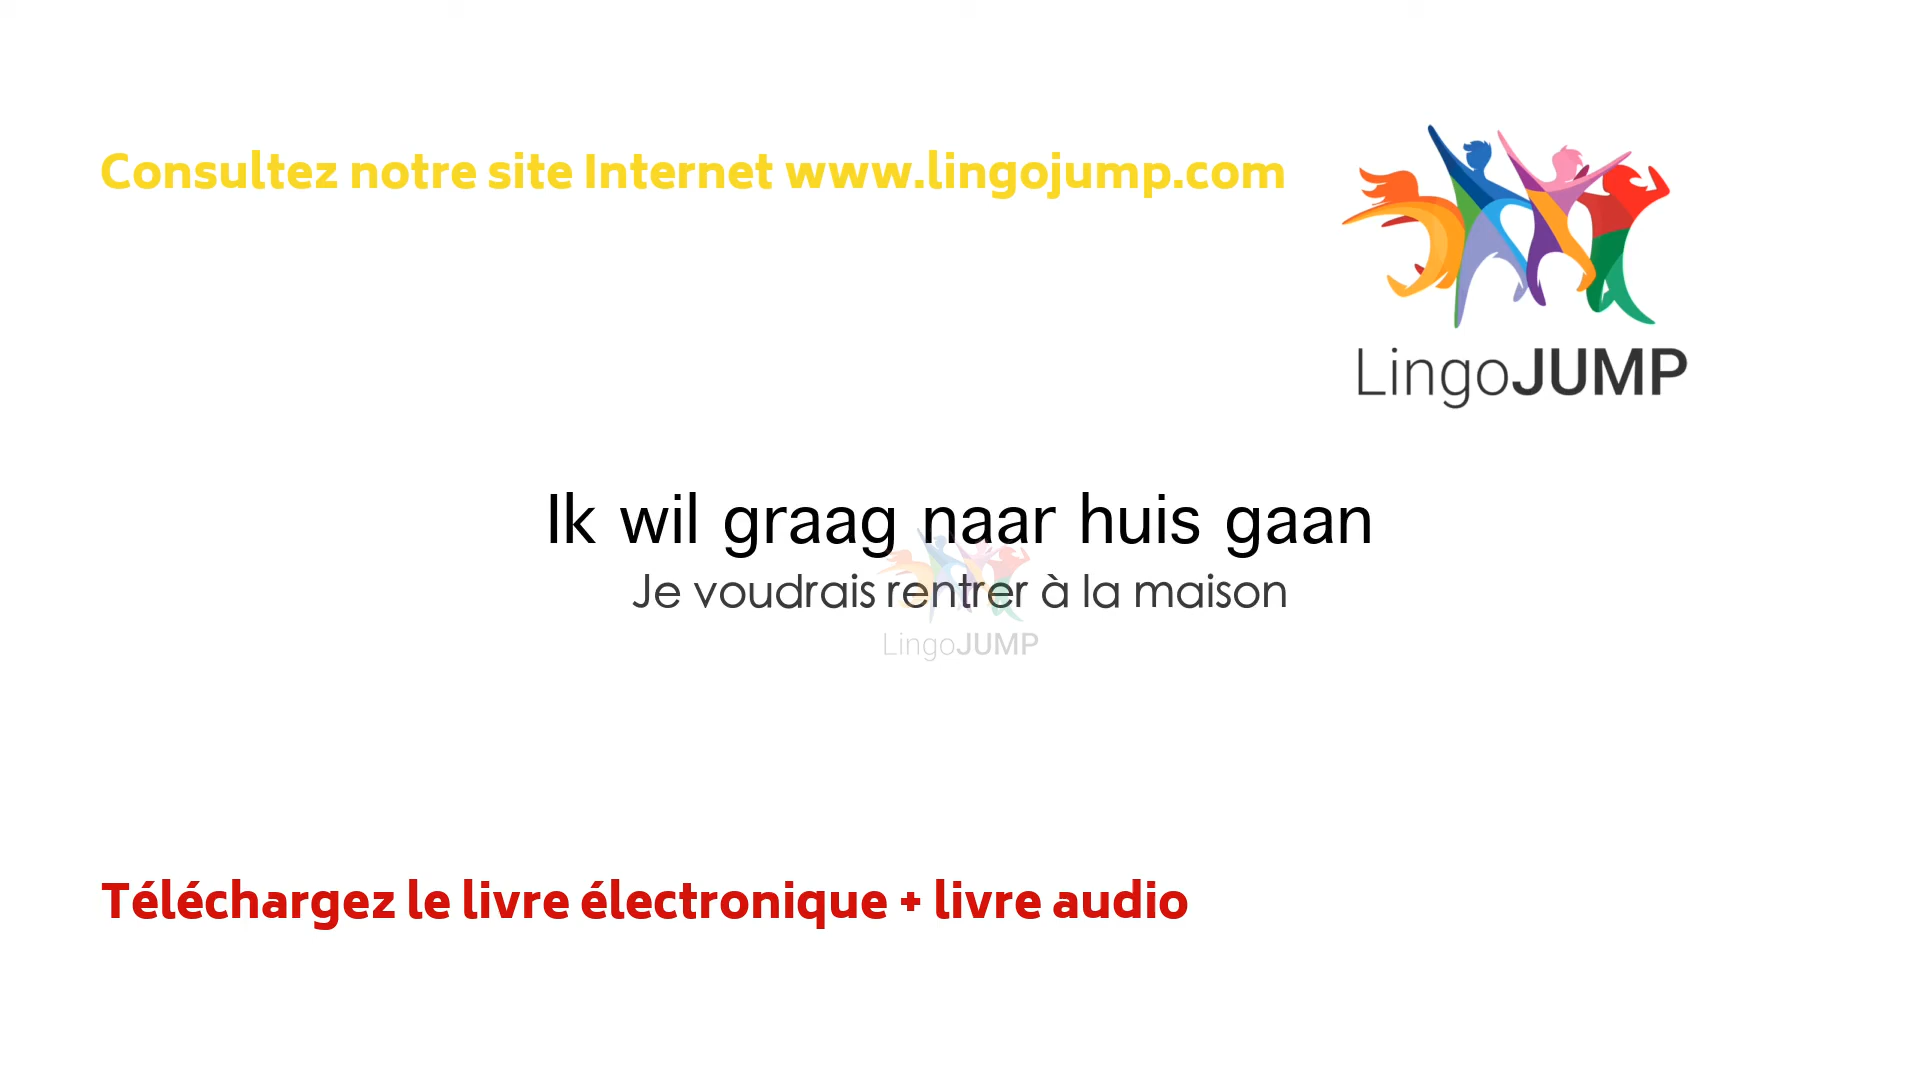 Consultez notre site Internet www.lingojump.com
LingoJUMP
Ik wil graag naar huis gaan
Je voudrais rentrer à la maison
LingoJUMP
Téléchargez le livre électronique + livre audio